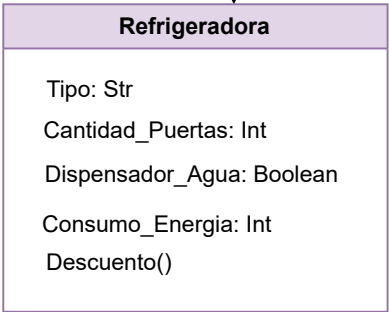 Refrigeradora
Tipo: Str
Cantidad_Puertas: Int
Dispensador_Agua: Boolean
Consumo_Energia: Int
Descuento()